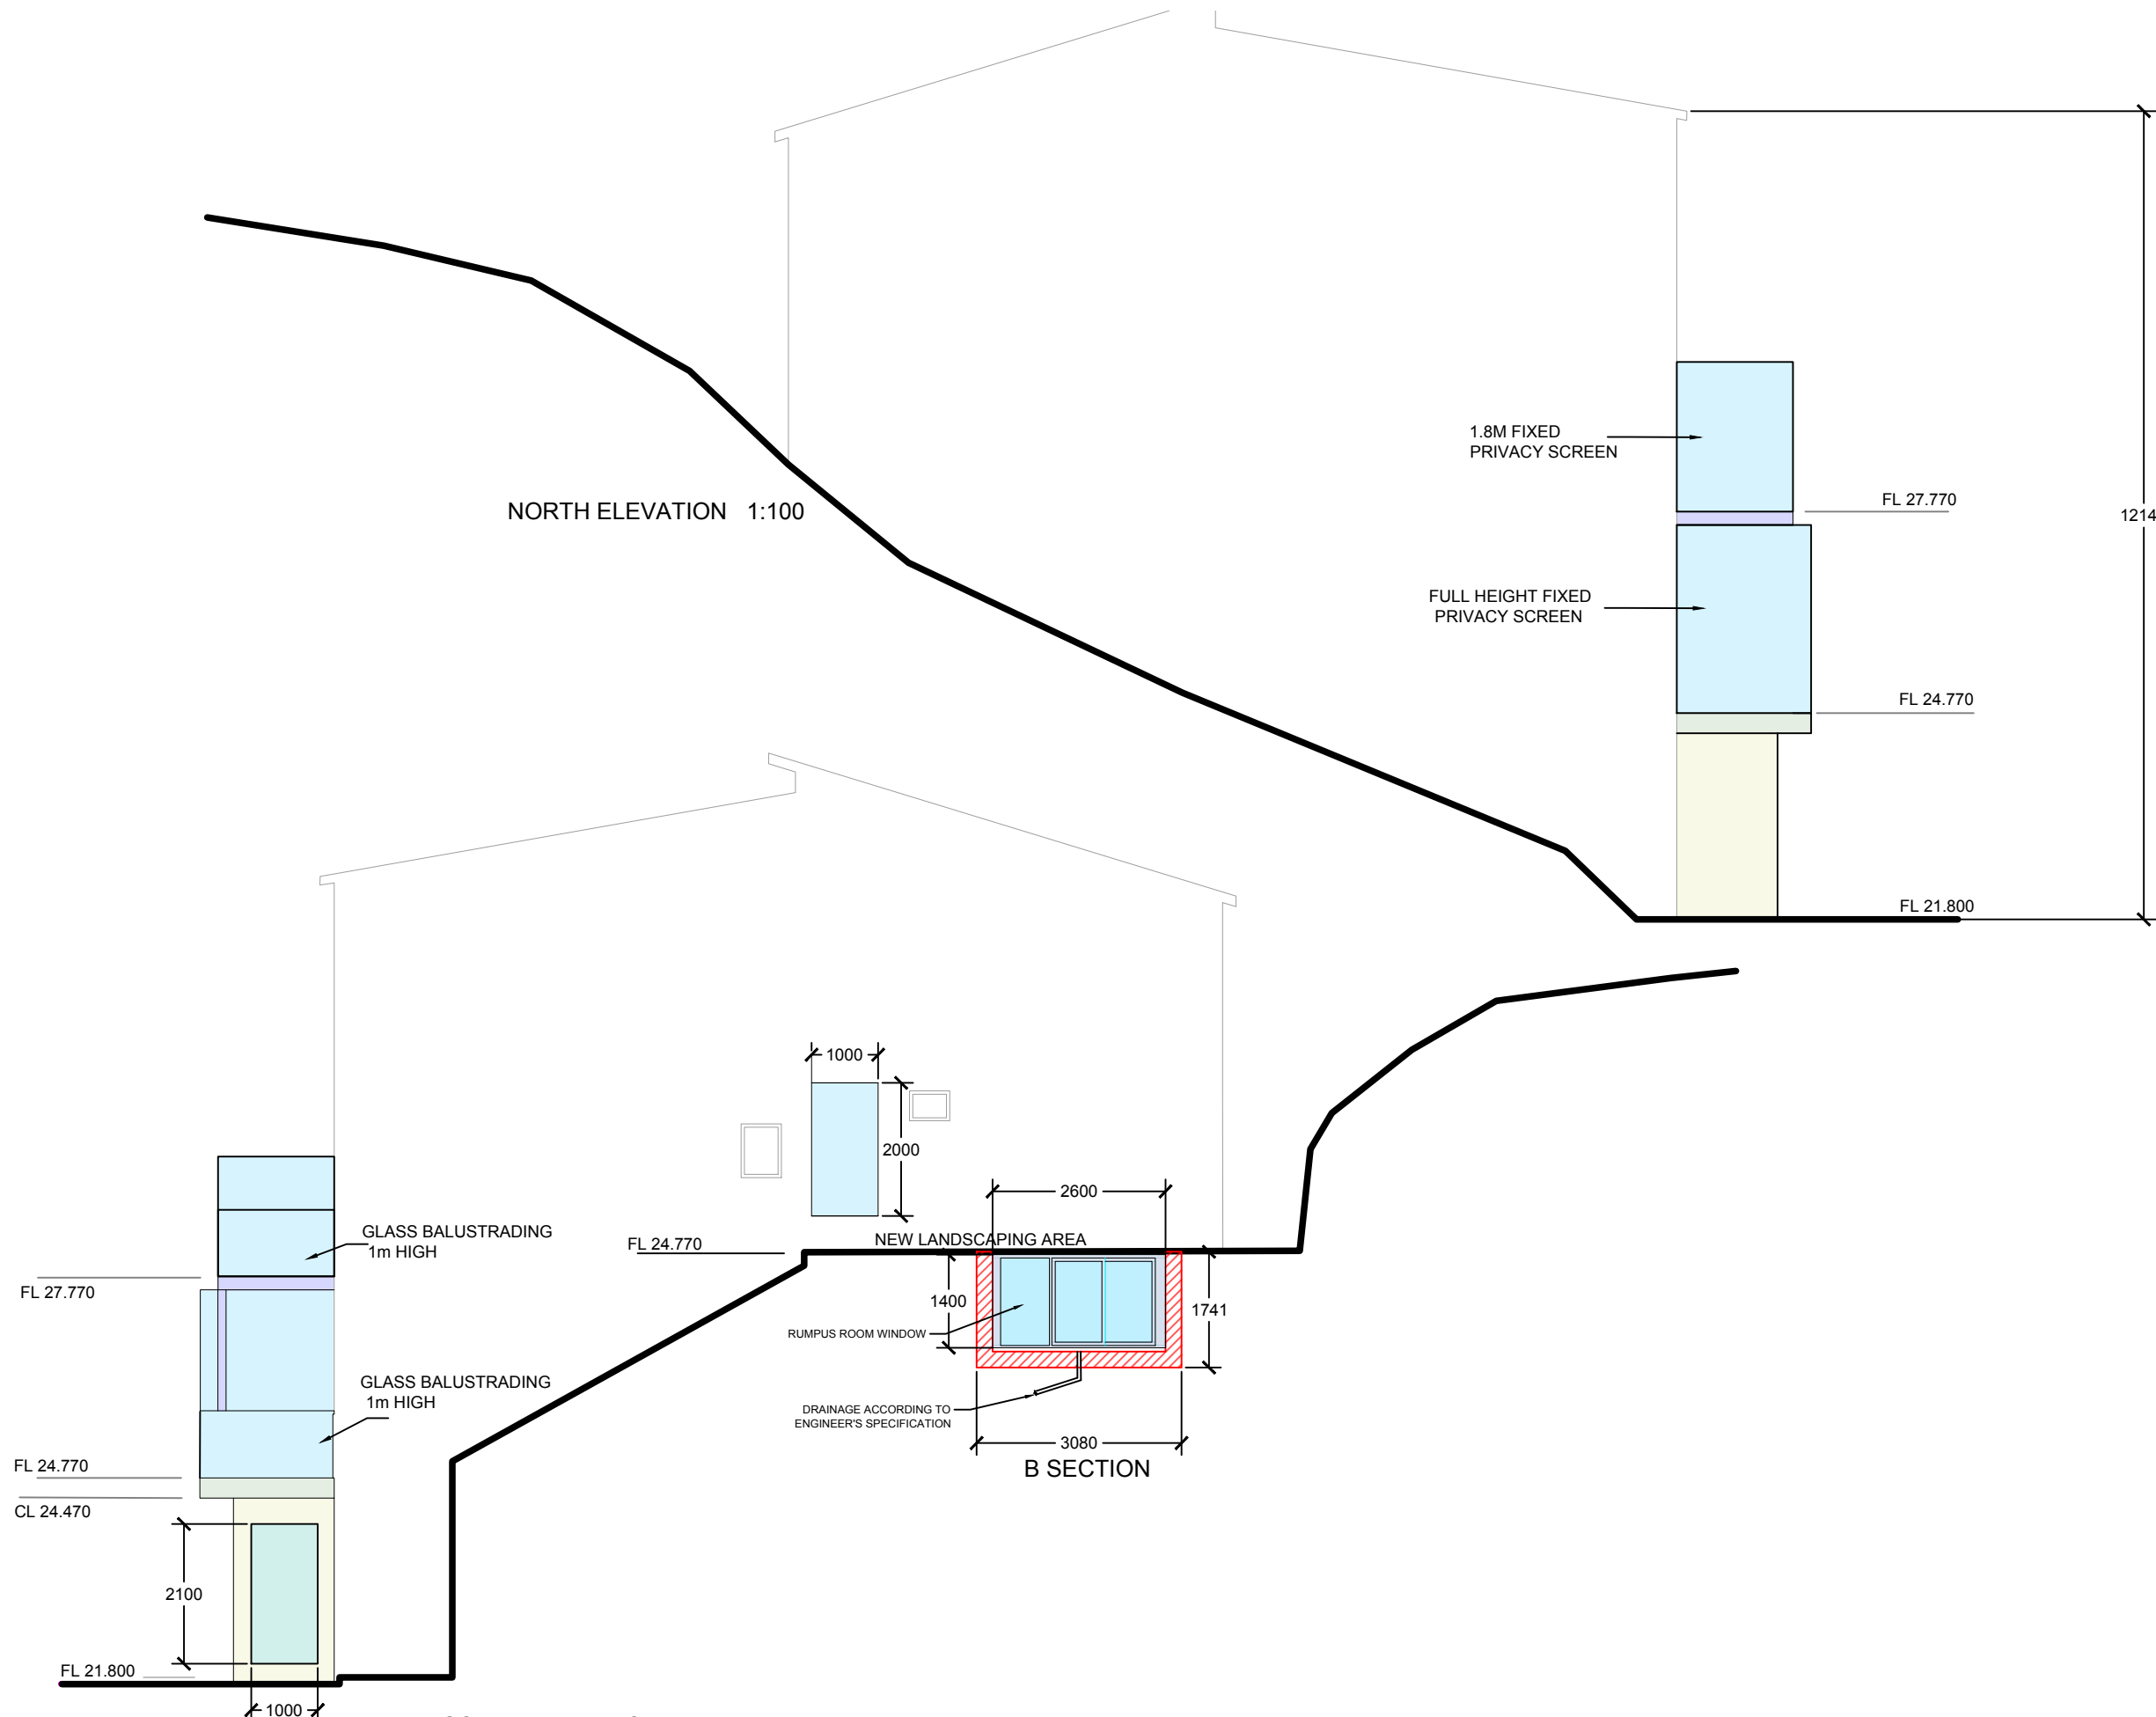 1.8M FIXED
PRIVACY SCREEN
NORTH ELEVATION 1:100
FL 27.770
1214
FULL HEIGHT FIXED
PRIVACY SCREEN
FL 24.770
FL 21.800
1000
2000
2600
GLASS BALUSTRADING
1m HIGH
FL 24.770
NEW LANDSCAPING AREA
FL 27.770
1400
1741
RUMPUS ROOM WINDOW
GLASS BALUSTRADING
1m HIGH
DRAINAGE ACCORDING TO
ENGINEER'S SPECIFICATION
3080
B SECTION
FL 24.770
CL 24.470
2100
FL 21.800
1000